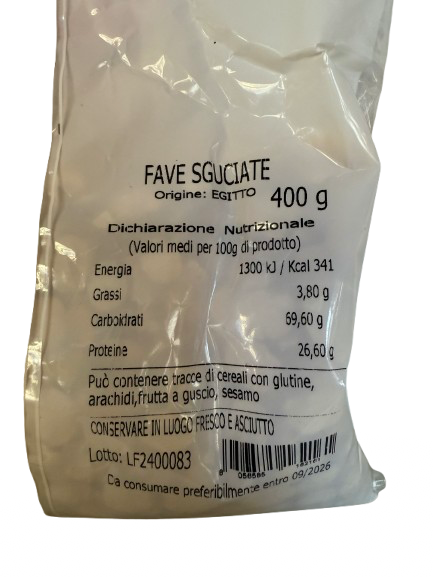 FAVE SGUCIATE
Origine: EGITTO 400 g
Dichiarazione Nutrizionale
(Valori medi per 100g di prodotto)
Energia 1300 kJ / Kcal 341
Grassi 3,80 g
Carboidrati 69,60 g
Proteine 26,60 g
Può contenere tracce di cereali con glutine,
arachidi,frutta a guscio, sesamo
CONSERVARE IN LUOGO FRESCO E ASCIUTTO
Lotto: LF2400083
Da consumare preferibilmente entro 09/2026